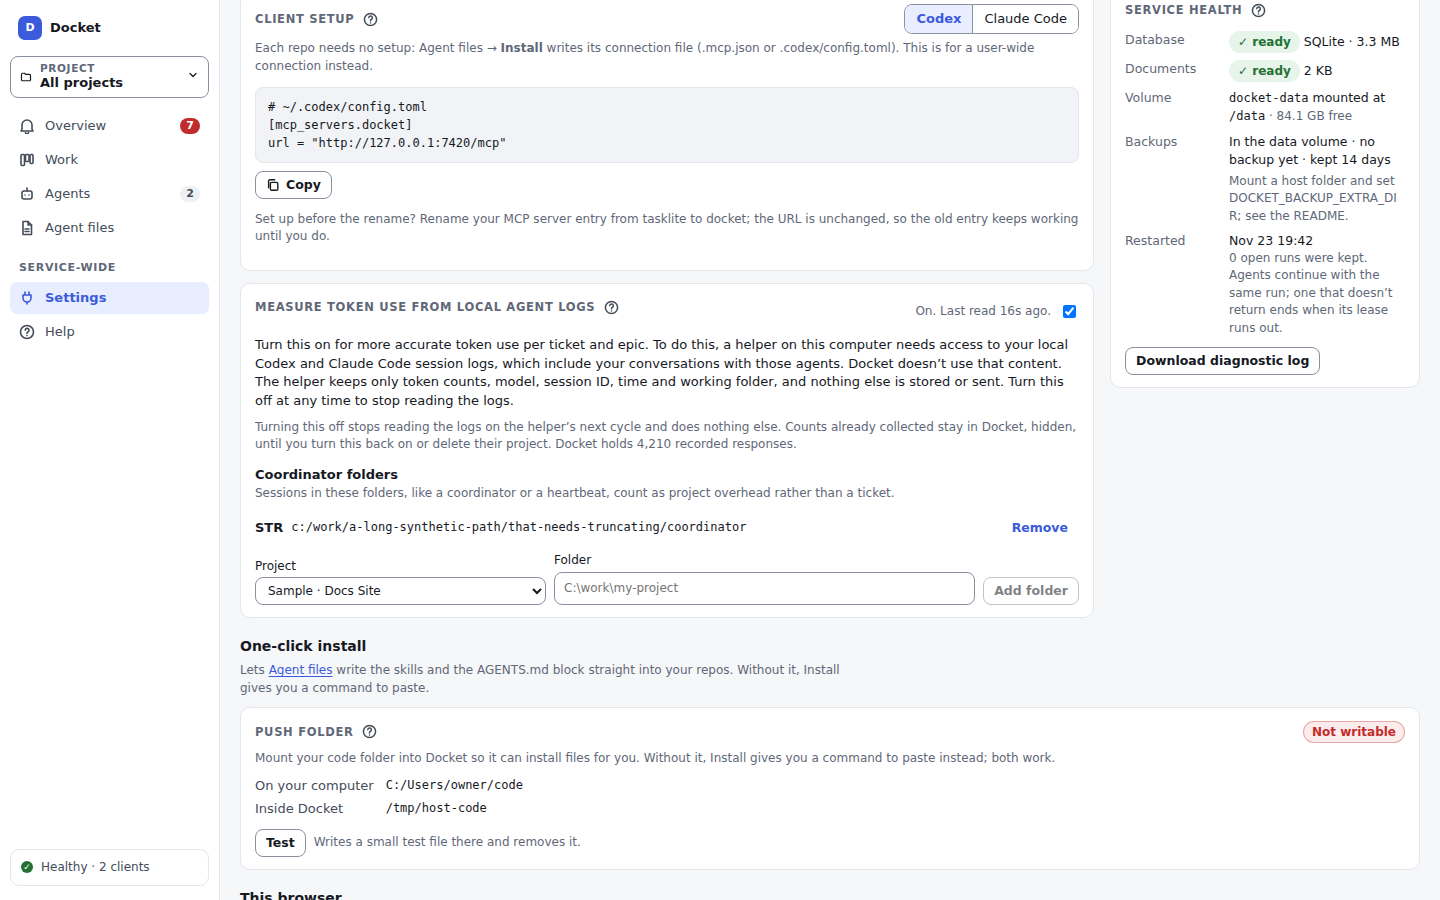 D Docket
PROJECT
All projects
Overview 7
Work
Agents 2
Agent files
SERVICE-WIDE
Settings
Help
Healthy · 2 clients
CLIENT SETUP
Codex Claude Code
Each repo needs no setup: Agent files → Install writes its connection file (.mcp.json or .codex/config.toml). This is for a user-wide
connection instead.
# ~/.codex/config.toml
[mcp_servers.docket]
url = "http://127.0.0.1:7420/mcp"
Copy
Set up before the rename? Rename your MCP server entry from tasklite to docket; the URL is unchanged, so the old entry keeps working
until you do.
MEASURE TOKEN USE FROM LOCAL AGENT LOGS
On. Last read 16s ago.
Turn this on for more accurate token use per ticket and epic. To do this, a helper on this computer needs access to your local
Codex and Claude Code session logs, which include your conversations with those agents. Docket doesn’t use that content.
The helper keeps only token counts, model, session ID, time and working folder, and nothing else is stored or sent. Turn this
off at any time to stop reading the logs.
Turning this off stops reading the logs on the helper’s next cycle and does nothing else. Counts already collected stay in Docket, hidden,
until you turn this back on or delete their project. Docket holds 4,210 recorded responses.
Coordinator folders
Sessions in these folders, like a coordinator or a heartbeat, count as project overhead rather than a ticket.
STR c:/work/a-long-synthetic-path/that-needs-truncating/coordinator Remove
Project
Sample · Docs Site
Folder
C:\work\my-project
Add folder
SERVICE HEALTH
Database ✓ ready SQLite · 3.3 MB
Documents ✓ ready 2 KB
Volume docket-data mounted at
/data · 84.1 GB free
Backups In the data volume · no
backup yet · kept 14 days
Mount a host folder and set
DOCKET_BACKUP_EXTRA_DI
R; see the README.
Restarted Nov 23 19:42
0 open runs were kept.
Agents continue with the
same run; one that doesn’t
return ends when its lease
runs out.
Download diagnostic log
One-click install
Lets Agent files write the skills and the AGENTS.md block straight into your repos. Without it, Install
gives you a command to paste.
PUSH FOLDER
Not writable
Mount your code folder into Docket so it can install files for you. Without it, Install gives you a command to paste instead; both work.
On your computer C:/Users/owner/code
Inside Docket /tmp/host-code
Test Writes a small test file there and removes it.
This browser